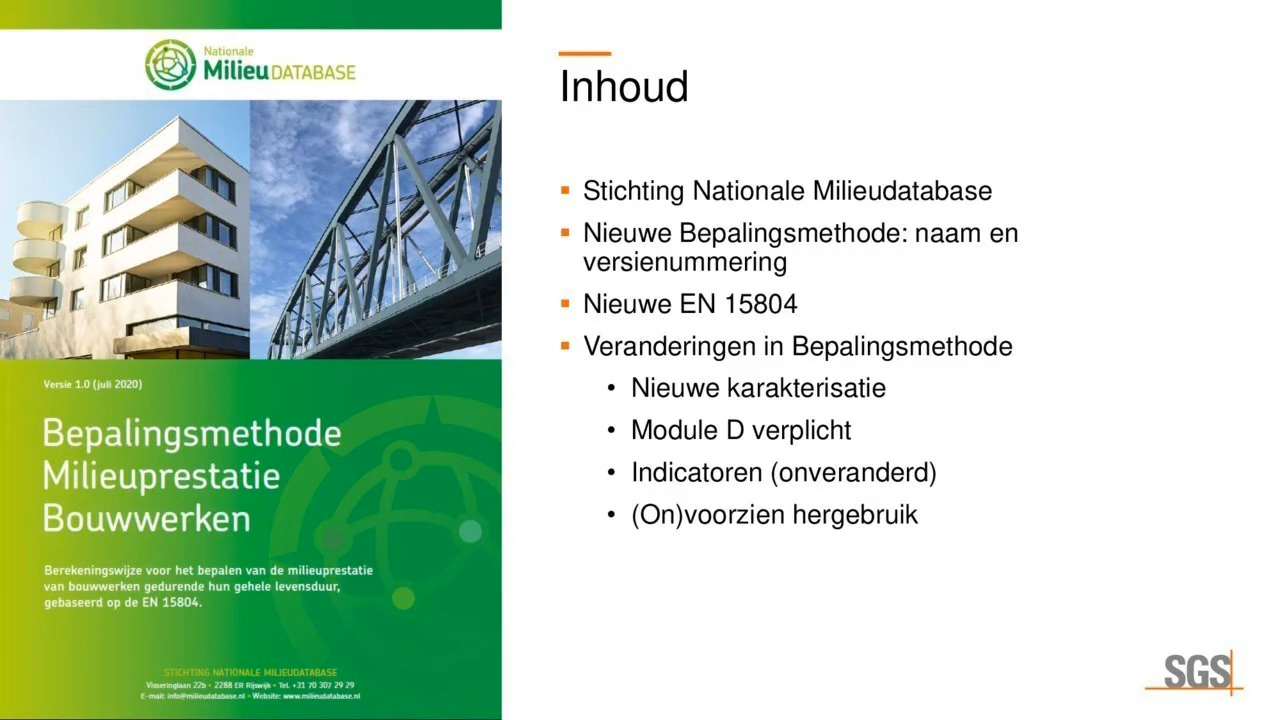 Nationale
MilieuDATABASE
Versie 1.0 (juli 2020)
Bepalingsmethode
Milieuprestatie
Bouwwerken
Berekeningswijze voor het bepalen van de milieuprestatie
van bouwwerken gedurende hun gehele levensduur,
gebaseerd op de EN 15804.
STICHTING NATIONALE MILIEUDATABASE
Visseringlaan 22b • 2288 ER Rijswijk • Tel. +31 70 307 29 29
E-mail: info@milieudatabase.nl • Website: www.milieudatabase.nl
Inhoud
▪ Stichting Nationale Milieudatabase
▪ Nieuwe Bepalingsmethode: naam en
versienummering
▪ Nieuwe EN 15804
▪ Veranderingen in Bepalingsmethode
• Nieuwe karakterisatie
• Module D verplicht
• Indicatoren (onveranderd)
• (On)voorzien hergebruik
SGS